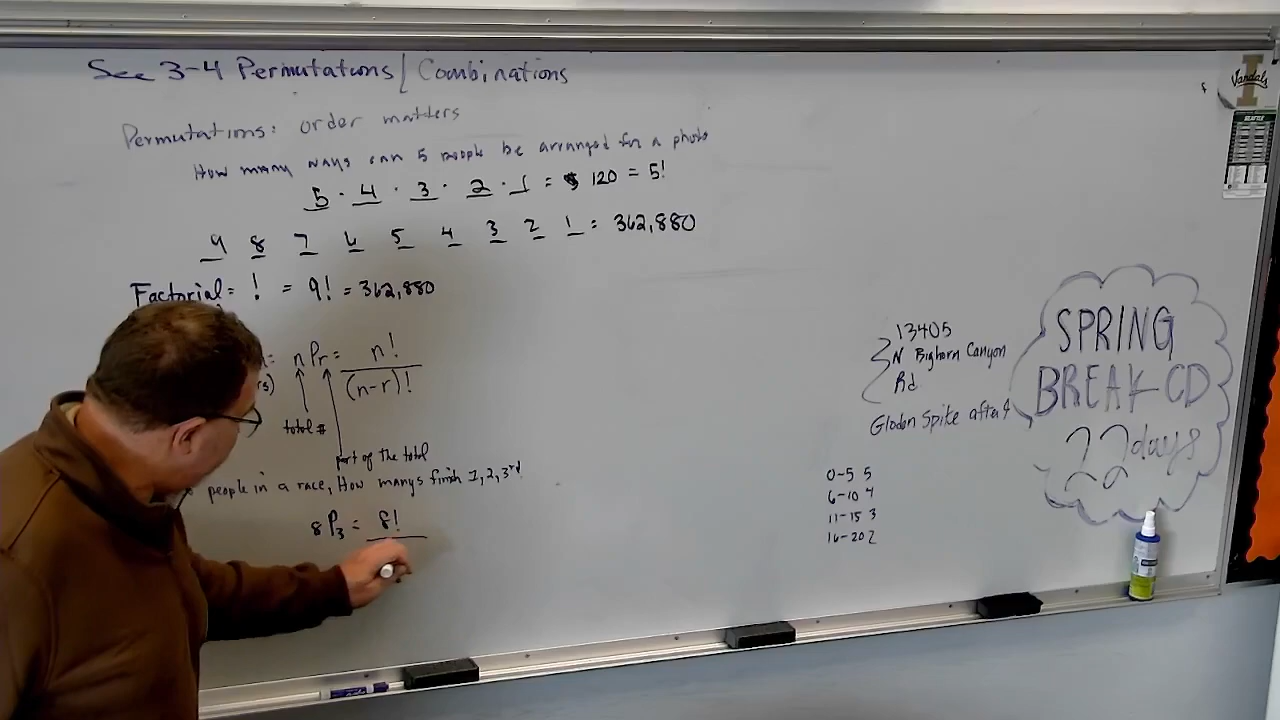 Sec 3-4 Permutations/Combinations
Permutations: order matters
How many ways can 5 people be arranged for a photo
5 · 4 · 3 · 2 · 1 = 120 = 5!
9 8 7 6 5 4 3 2 1 = 362,880
Factorial = ! = 9! = 362,880
nPr = n!
(n-r)!
total #
part of the total
people in a race, How manys finish 1,2,3rd
8P3 = 8!
13405
N Bighorn Canyon
Rd
Glodon Spike after
0-5 5
6-10 4
11-15 3
16-20 2
SPRING
BREAK CD
22 days
Vandals
SEATTLE